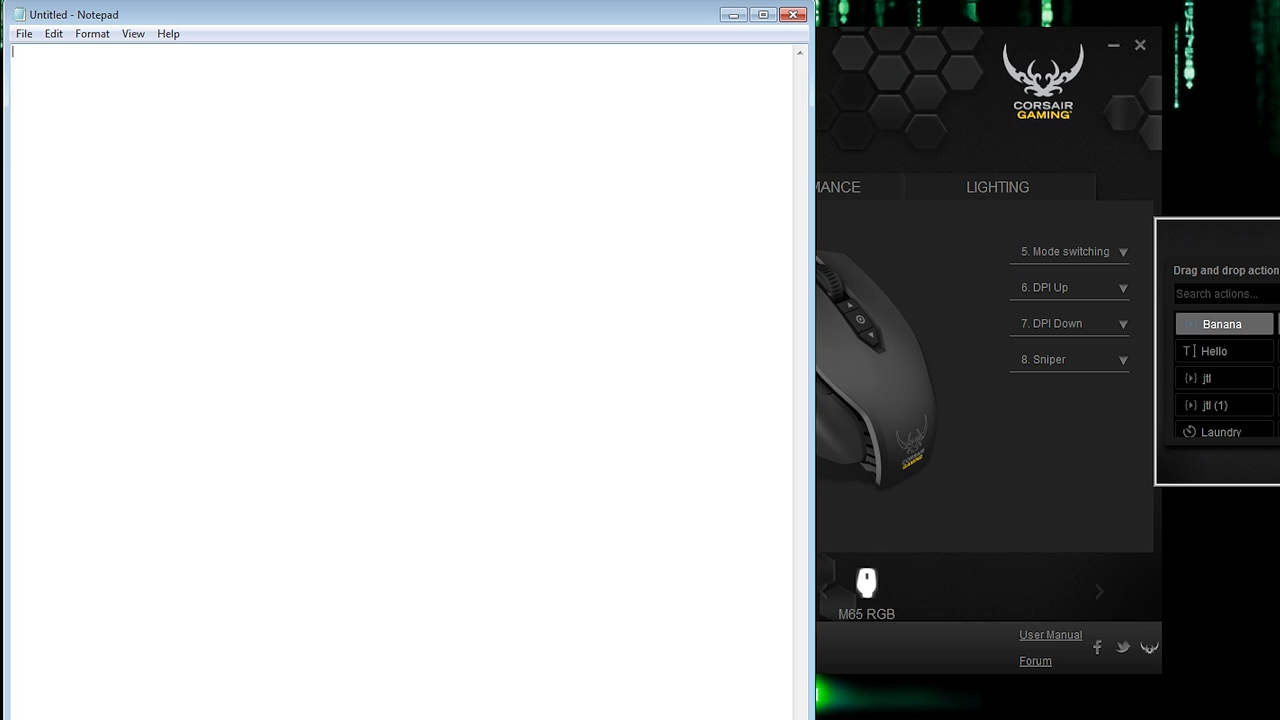 Untitled - Notepad
File Edit Format View Help
CORSAIR
GAMING
MANCE
LIGHTING
5. Mode switching
6. DPI Up
7. DPI Down
8. Sniper
CORSAIR
GAMING
Drag and drop action
Search actions...
Banana
T Hello
jtl
jtl (1)
Laundry
M65 RGB
User Manual
Forum